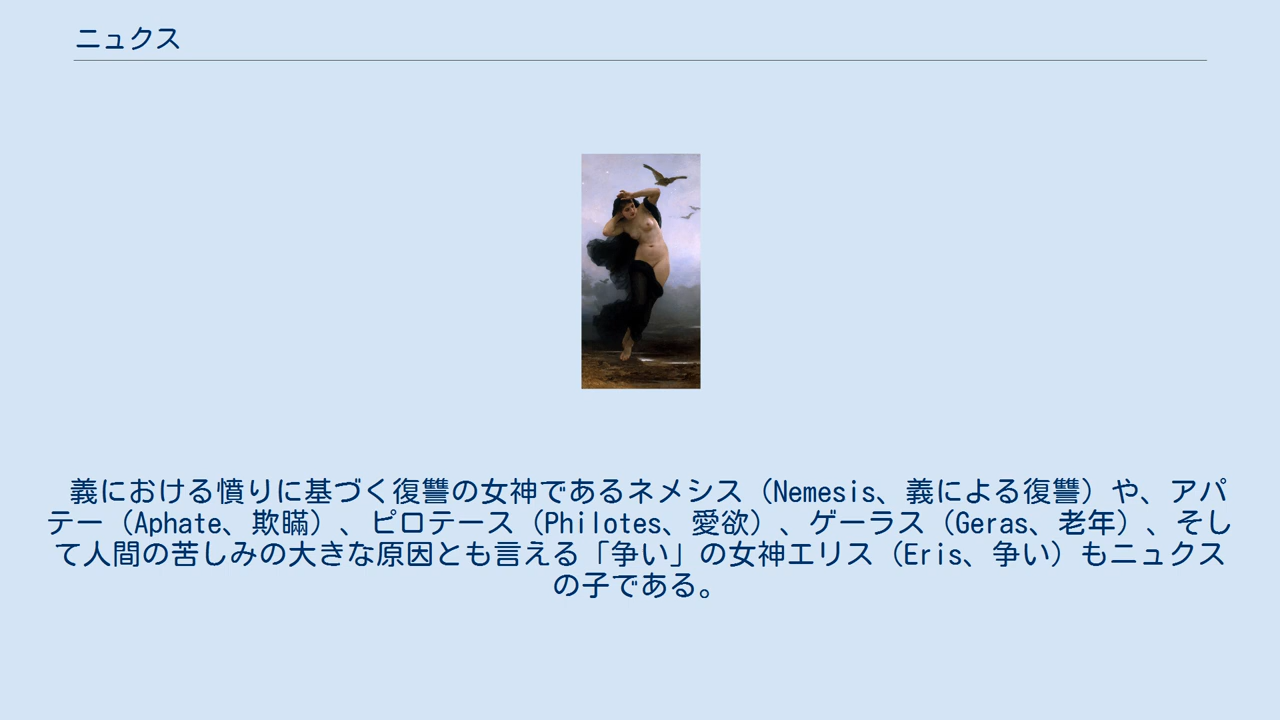 ニュクス
義における憤りに基づく復讐の女神であるネメシス（Nemesis、義による復讐）や、アパ
テー（Aphate、欺瞞）、ピロテース（Philotes、愛欲）、ゲーラス（Geras、老年）、そし
て人間の苦しみの大きな原因とも言える「争い」の女神エリス（Eris、争い）もニュクス
の子である。